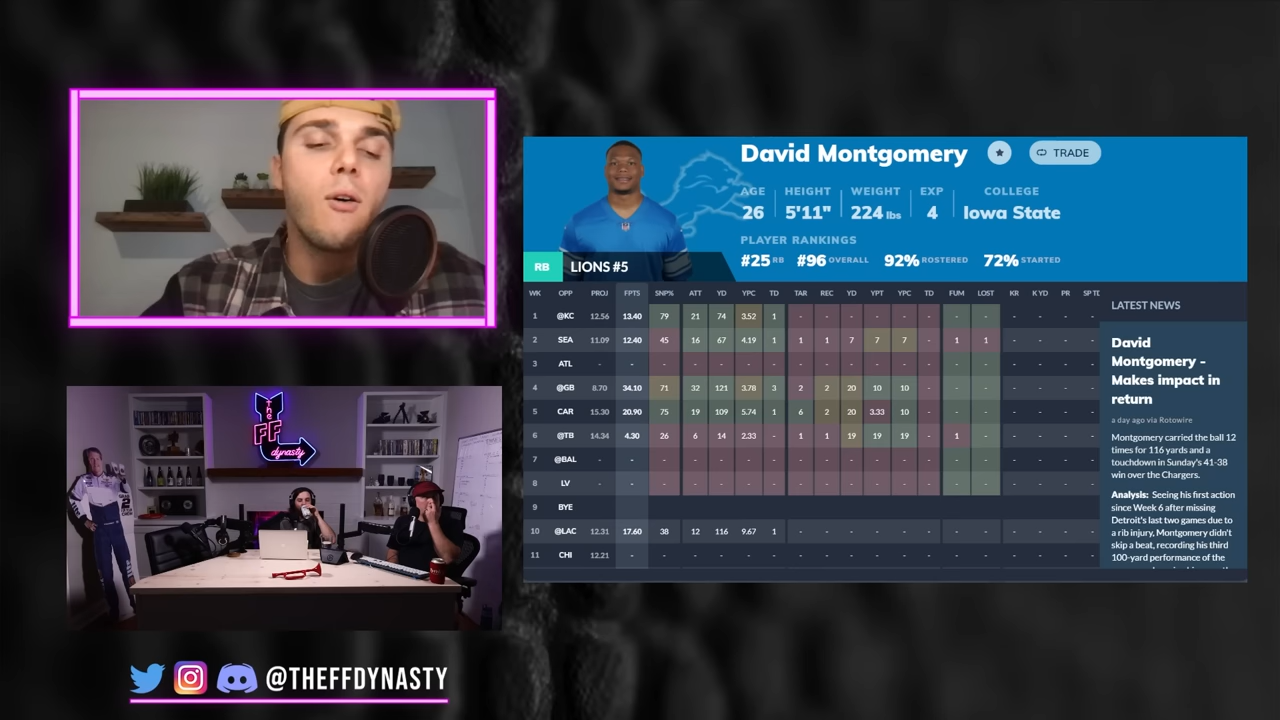 David Montgomery
TRADE
AGE HEIGHT WEIGHT EXP COLLEGE
26 5'11" 224 lbs 4 Iowa State
PLAYER RANKINGS
#25 RB #96 OVERALL 92% ROSTERED 72% STARTED
RB LIONS #5
WK OPP PROJ FPTS SNP% ATT YD YPC TD TAR REC YD YPT YPC TD FUM LOST KR K YD PR SP TD
1 @KC 12.56 13.40 79 21 74 3.52 1 - - - - - - - - - - - -
2 SEA 11.09 12.40 45 16 67 4.19 1 1 1 7 7 7 - 1 1 - - - -
3 ATL - - - - - - - - - - - - - - - - - - -
4 @GB 8.70 34.10 71 32 121 3.78 3 2 2 20 10 10 - - - - - - -
5 CAR 15.30 20.90 75 19 109 5.74 1 6 2 20 3.33 10 - - - - - - -
6 @TB 14.34 4.30 26 6 14 2.33 - 1 1 19 19 19 - 1 - - - - -
7 @BAL - - - - - - - - - - - - - - - - - - -
8 LV - - - - - - - - - - - - - - - - - - -
9 BYE
10 @LAC 12.31 17.60 38 12 116 9.67 1 - - - - - - - - - - - -
11 CHI 12.21 - - - - - - - - - - - - - - - - - -
LATEST NEWS
David
Montgomery -
Makes impact in
return
a day ago via Rotowire
Montgomery carried the ball 12
times for 116 yards and a
touchdown in Sunday's 41-38
win over the Chargers.
Analysis: Seeing his first action
since Week 6 after missing
Detroit's last two games due to
a rib injury, Montgomery didn't
skip a beat, recording his third
100-yard performance of the
the
FF
dynasty
@THEFFDYNASTY